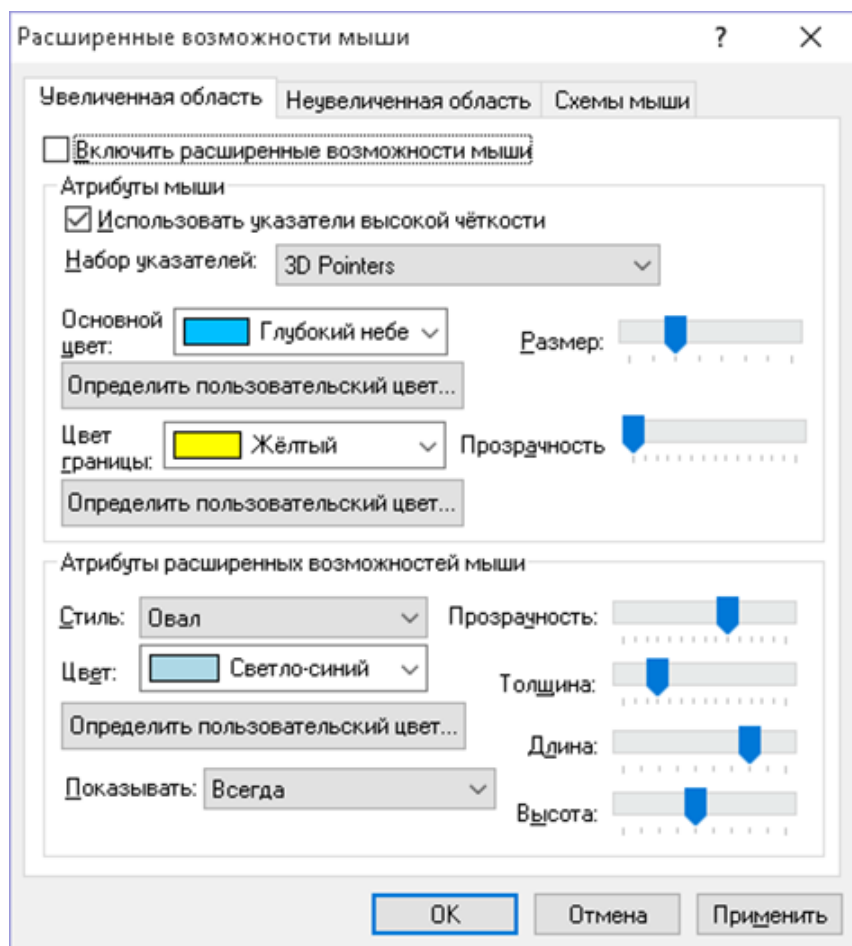 Расширенные возможности мыши
?
Увеличенная область
Неувеличенная область
Схемы мыши
Включить расширенные возможности мыши
Атрибуты мыши
Использовать указатели высокой чёткости
Набор указателей: 3D Pointers
Основной цвет: Глубокий небе
Размер:
Определить пользовательский цвет...
Цвет границы: Жёлтый
Прозрачность
Определить пользовательский цвет...
Атрибуты расширенных возможностей мыши
Стиль: Овал
Прозрачность:
Цвет: Светло-синий
Толщина:
Определить пользовательский цвет...
Длина:
Показывать: Всегда
Высота:
OK
Отмена
Применить